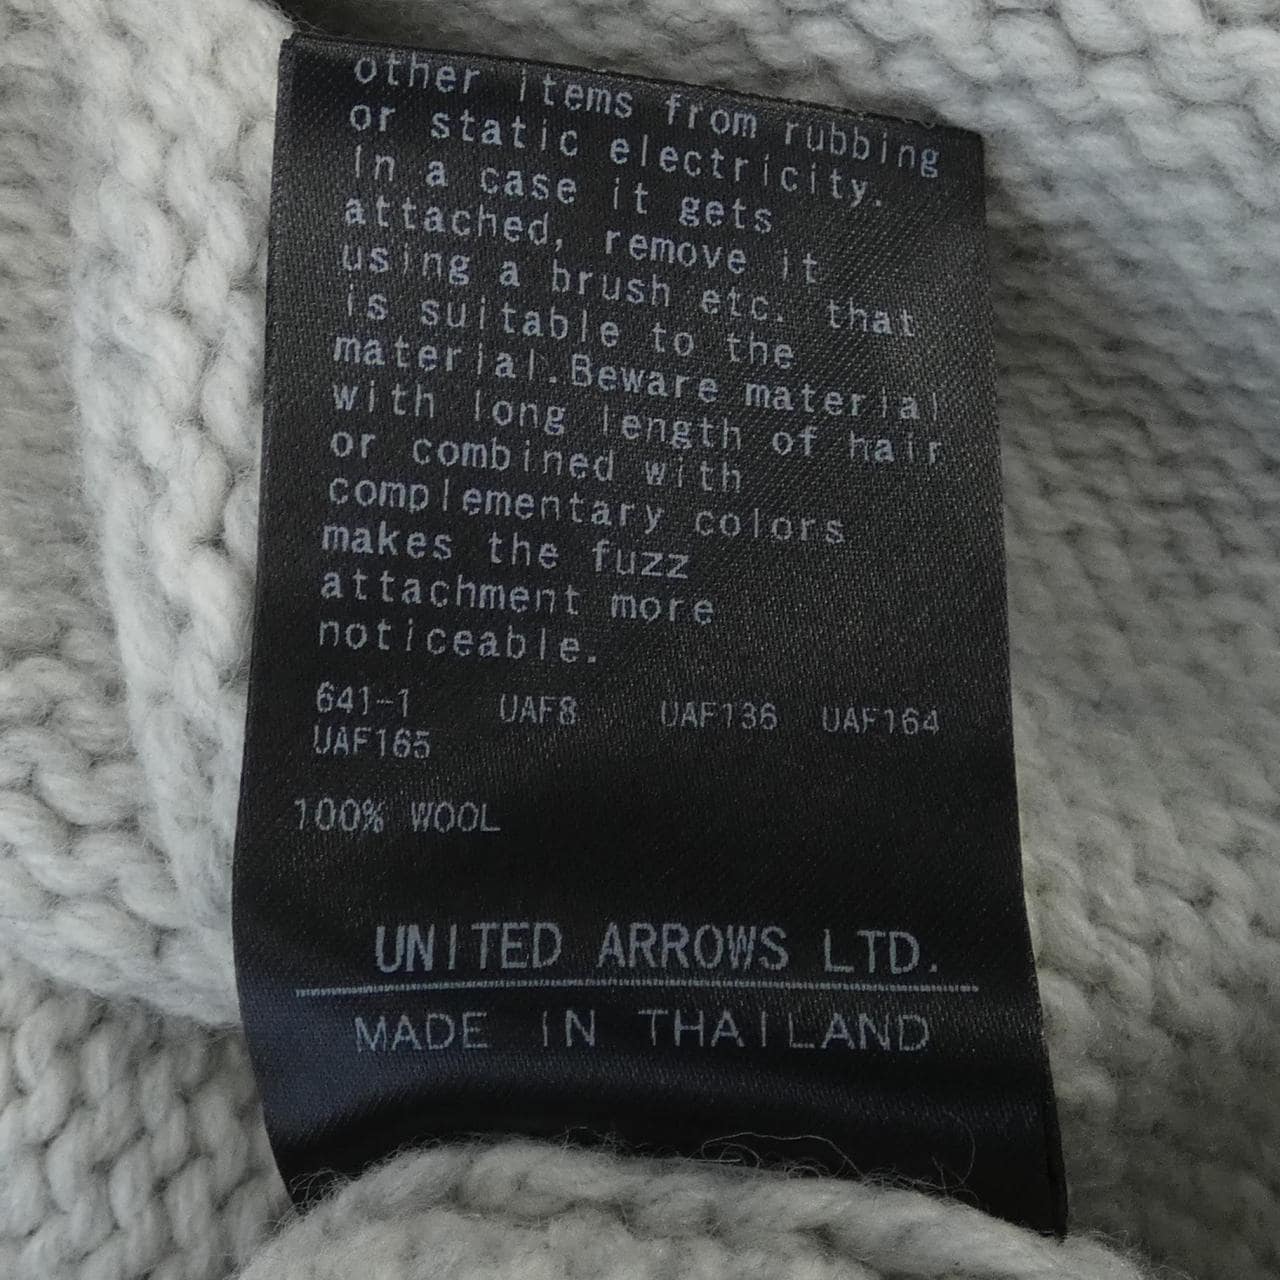 other items from rubbing
or static electricity.
In a case it gets
attached, remove it
using a brush etc. that
is suitable to the
material.Beware material
with long length of hair
or combined with
complementary colors
makes the fuzz
attachment more
noticeable.
641-1 UAF8 UAF136 UAF164
UAF165
100% WOOL
UNITED ARROWS LTD.
MADE IN THAILAND